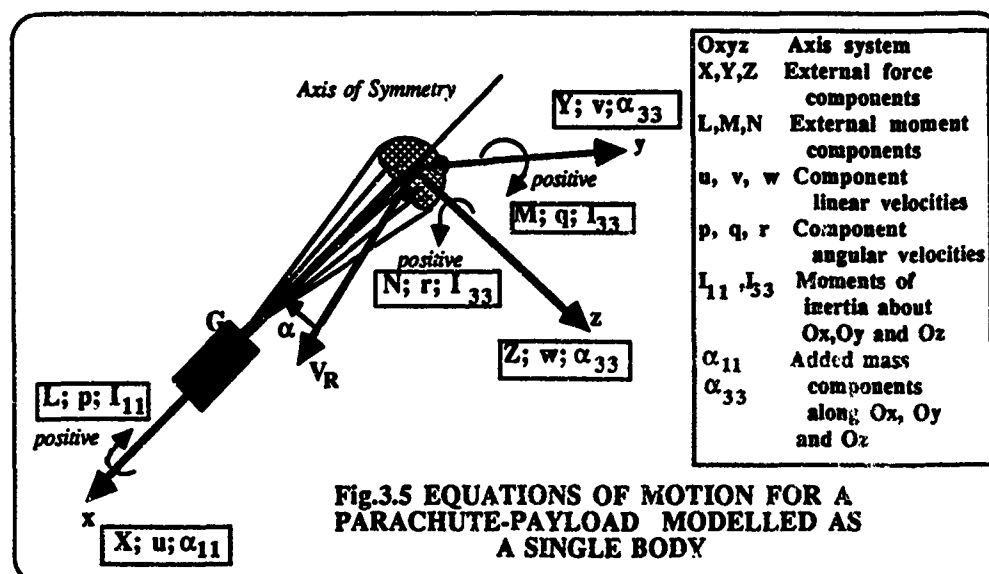 Axis of Symmetry
Y; v; α33
y
positive
M; q; I33
positive
N; r; I33
z
Z; w; α33
G
α
VR
L; p; I11
positive
x
X; u; α11
Oxyz Axis system
X,Y,Z External force
components
L,M,N External moment
components
u, v, w Component
linear velocities
p, q, r Component
angular velocities
I11 ,I33 Moments of
inertia about
Ox,Oy and Oz
α11 Added mass
α33 components
along Ox, Oy
and Oz
Fig.3.5 EQUATIONS OF MOTION FOR A
PARACHUTE-PAYLOAD MODELLED AS
A SINGLE BODY